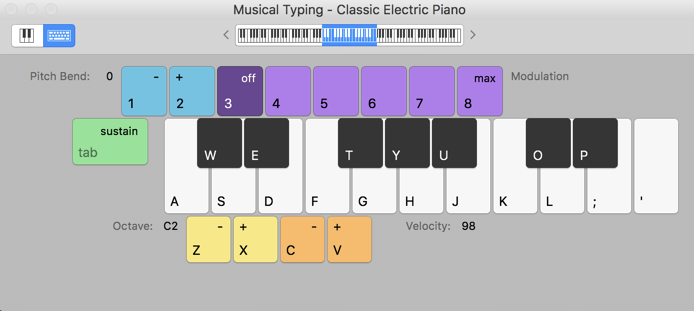 Musical Typing - Classic Electric Piano
Pitch Bend: 0 - + off max Modulation
1 2 3 4 5 6 7 8
sustain
tab
W E T Y U O P
A S D F G H J K L ; '
Octave: C2 - + - + Velocity: 98
Z X C V